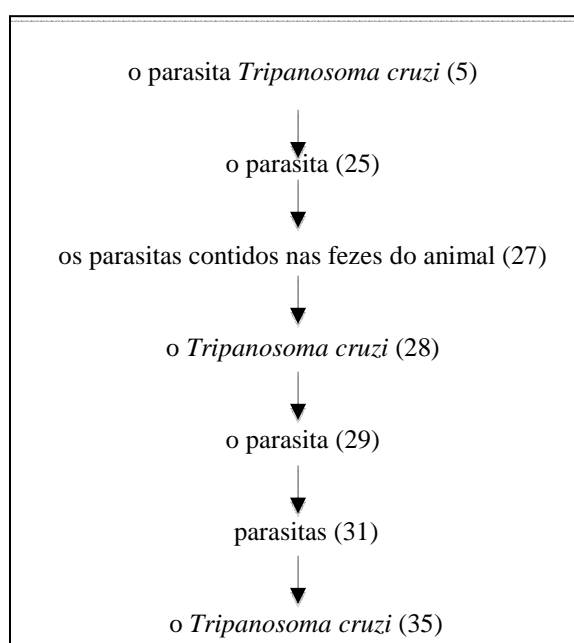 o parasita Tripanosoma cruzi (5)
o parasita (25)
os parasitas contidos nas fezes do animal (27)
o Tripanosoma cruzi (28)
o parasita (29)
parasitas (31)
o Tripanosoma cruzi (35)